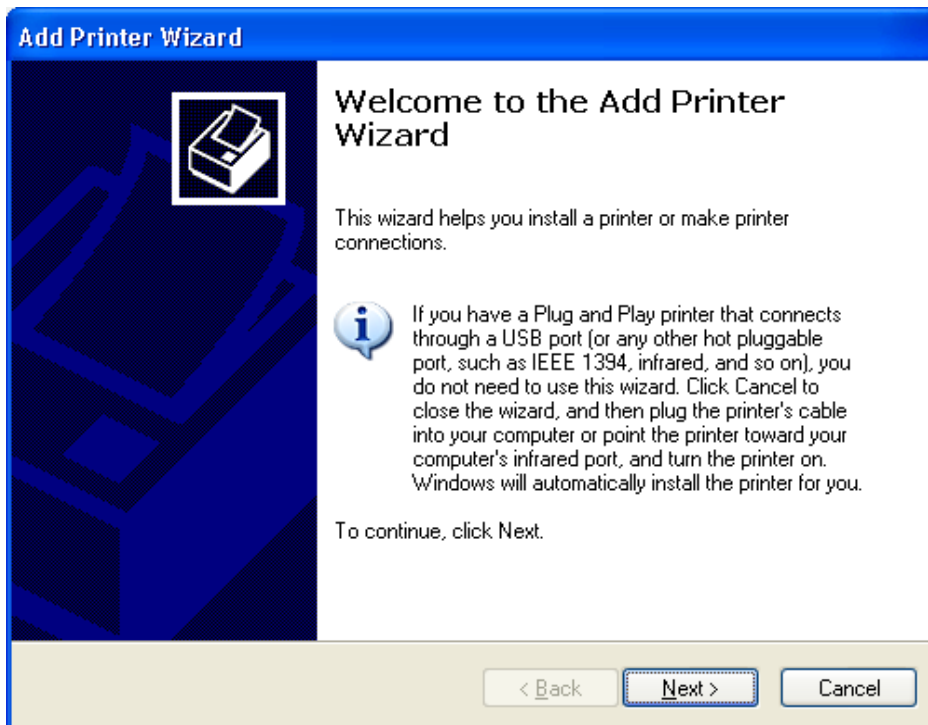 Add Printer Wizard
Welcome to the Add Printer
Wizard
This wizard helps you install a printer or make printer
connections.
If you have a Plug and Play printer that connects
through a USB port (or any other hot pluggable
port, such as IEEE 1394, infrared, and so on), you
do not need to use this wizard. Click Cancel to
close the wizard, and then plug the printer's cable
into your computer or point the printer toward your
computer's infrared port, and turn the printer on.
Windows will automatically install the printer for you.
To continue, click Next.
< Back
Next >
Cancel